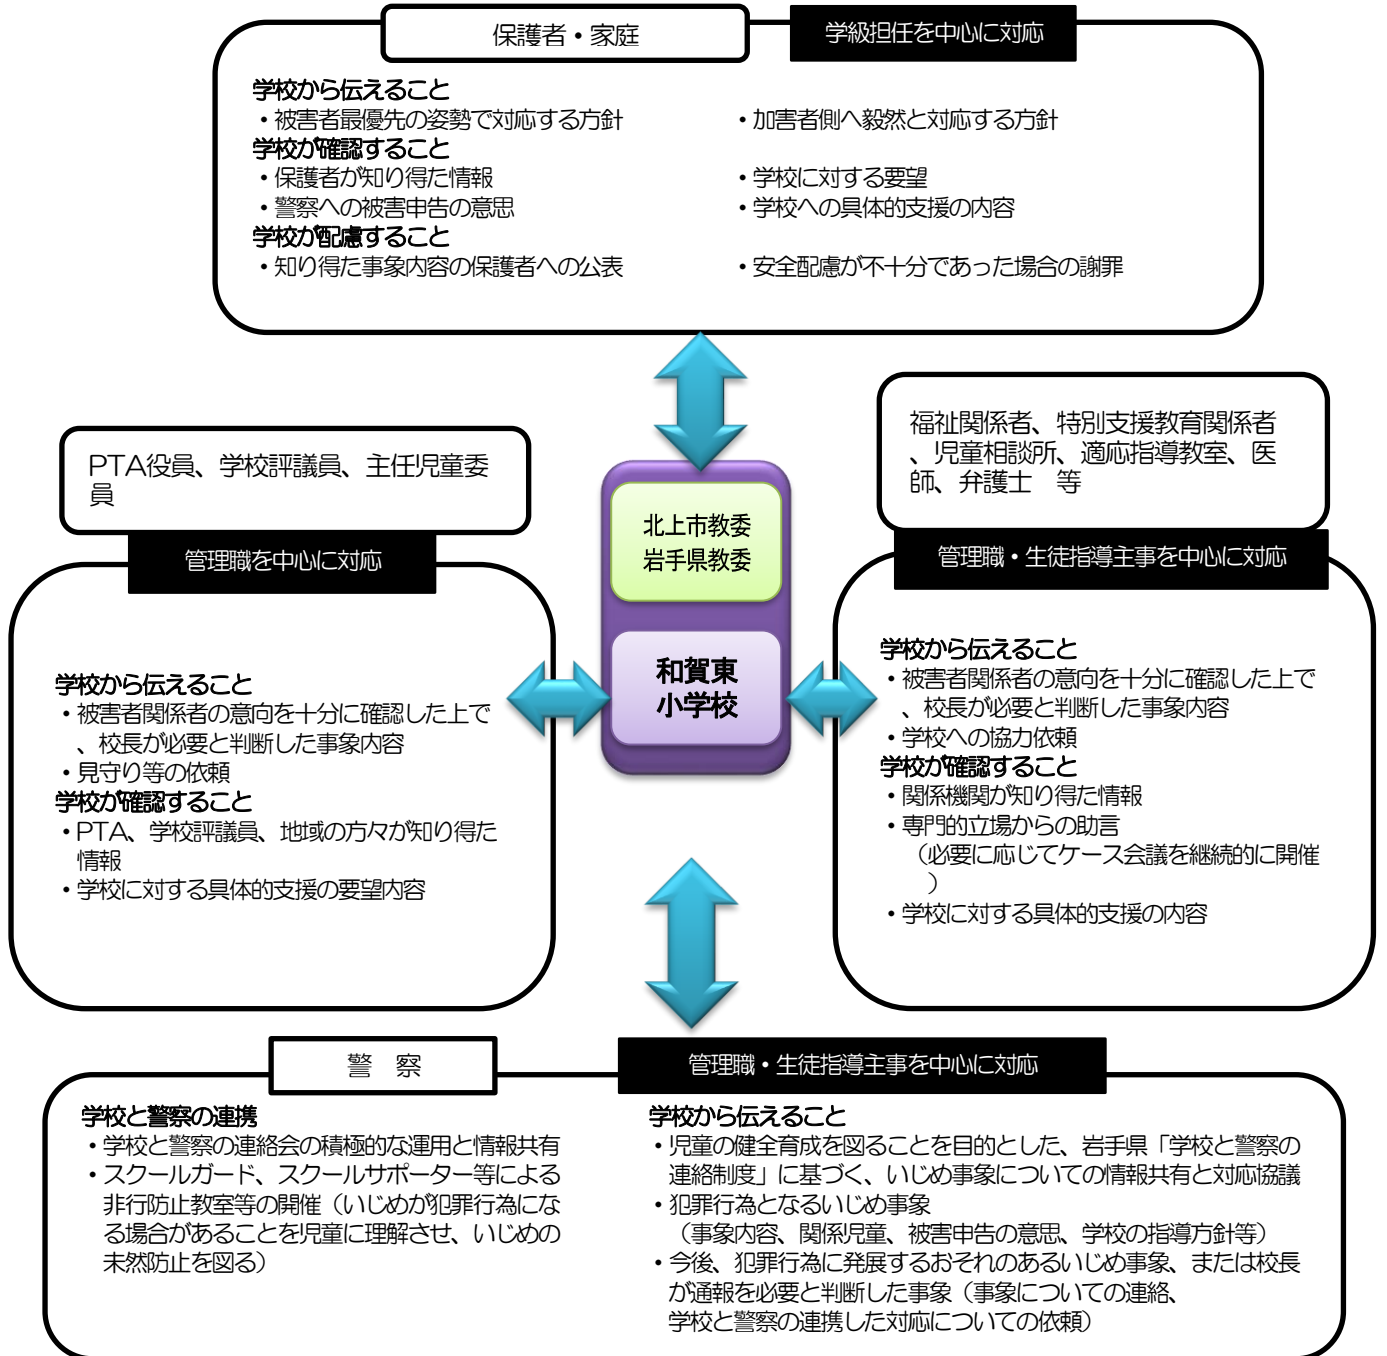 保護者・家庭
学級担任を中心に対応
学校から伝えること
・被害者最優先の姿勢で対応する方針
・加害者側へ毅然と対応する方針
学校が確認すること
・保護者が知り得た情報
・学校に対する要望
・警察への被害申告の意思
・学校への具体的支援の内容
学校が配慮すること
・知り得た事象内容の保護者への公表
・安全配慮が不十分であった場合の謝罪
PTA役員、学校評議員、主任児童委
員
管理職を中心に対応
学校から伝えること
・被害者関係者の意向を十分に確認した上で
、校長が必要と判断した事象内容
・見守り等の依頼
学校が確認すること
・PTA、学校評議員、地域の方々が知り得た
情報
・学校に対する具体的支援の要望内容
北上市教委
岩手県教委
和賀東
小学校
福祉関係者、特別支援教育関係者
、児童相談所、適応指導教室、医
師、弁護士　等
管理職・生徒指導主事を中心に対応
学校から伝えること
・被害者関係者の意向を十分に確認した上で
、校長が必要と判断した事象内容
・学校への協力依頼
学校が確認すること
・関係機関が知り得た情報
・専門的立場からの助言
（必要に応じてケース会議を継続的に開催
）
・学校に対する具体的支援の内容
警　察
管理職・生徒指導主事を中心に対応
学校と警察の連携
・学校と警察の連絡会の積極的な運用と情報共有
・スクールガード、スクールサポーター等による
非行防止教室等の開催（いじめが犯罪行為にな
る場合があることを児童に理解させ、いじめの
未然防止を図る）
学校から伝えること
・児童の健全育成を図ることを目的とした、岩手県「学校と警察の
連絡制度」に基づく、いじめ事象についての情報共有と対応協議
・犯罪行為となるいじめ事象
（事象内容、関係児童、被害申告の意思、学校の指導方針等）
・今後、犯罪行為に発展するおそれのあるいじめ事象、または校長
が通報を必要と判断した事象（事象についての連絡、
学校と警察の連携した対応についての依頼）